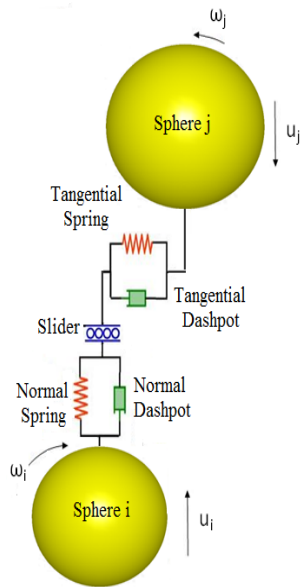 ωj
Sphere j
uj
Tangential
Spring
Tangential
Dashpot
Slider
Normal
Spring
Normal
Dashpot
ωi
Sphere i
ui